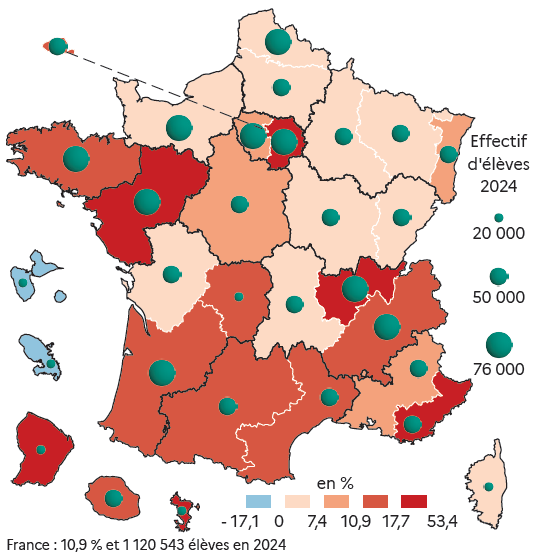 Effectif
d'élèves
2024
20 000
50 000
76 000
en %
- 17,1 0 7,4 10,9 17,7 53,4
France : 10,9 % et 1 120 543 élèves en 2024